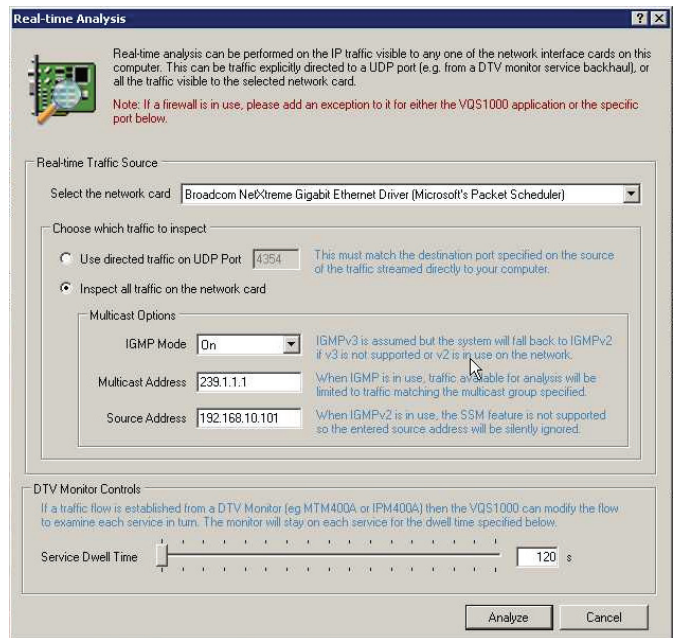 Real-time Analysis
Real-time analysis can be performed on the IP traffic visible to any one of the network interface cards on this
computer. This can be traffic explicitly directed to a UDP port (e.g. from a DTV monitor service backhaul), or
all the traffic visible to the selected network card.
Note: If a firewall is in use, please add an exception to it for either the VQS1000 application or the specific
port below.
Real-time Traffic Source
Select the network card Broadcom NetXtreme Gigabit Ethernet Driver (Microsoft's Packet Scheduler)
Choose which traffic to inspect
Use directed traffic on UDP Port 4354
This must match the destination port specified on the source
of the traffic streamed directly to your computer.
Inspect all traffic on the network card
Multicast Options
IGMP Mode On
IGMPv3 is assumed but the system will fall back to IGMPv2
if v3 is not supported or v2 is in use on the network.
Multicast Address 239.1.1.1
When IGMP is in use, traffic available for analysis will be
limited to traffic matching the multicast group specified.
Source Address 192.168.10.101
When IGMPv2 is in use, the SSM feature is not supported
so the entered source address will be silently ignored.
DTV Monitor Controls
If a traffic flow is established from a DTV Monitor (eg MTM400A or IPM400A) then the VQS1000 can modify the flow
to examine each service in turn. The monitor will stay on each service for the dwell time specified below.
Service Dwell Time 120 s
Analyze Cancel